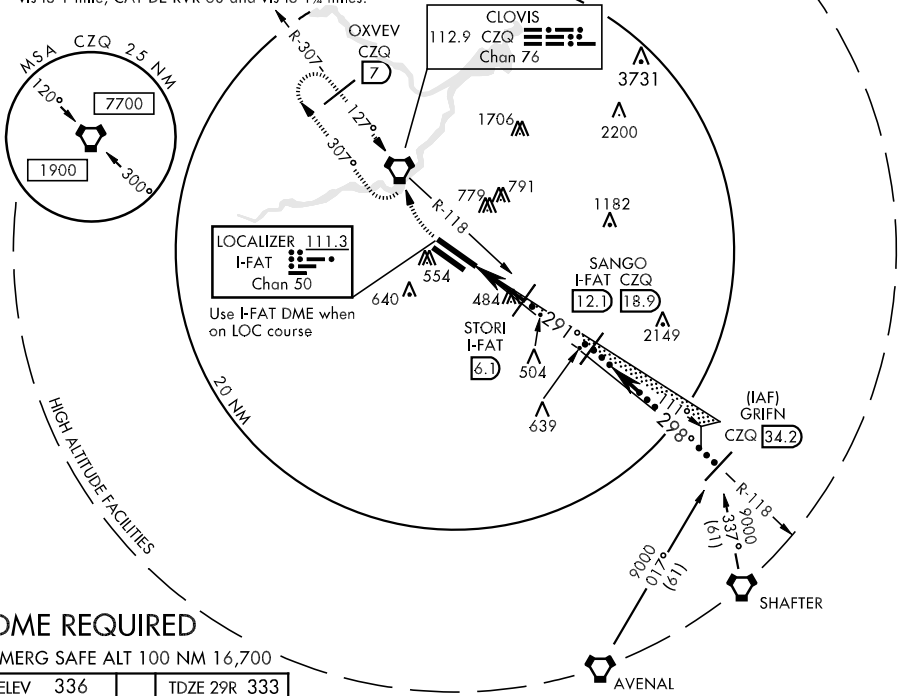 OXVEV
CZQ
7
R-307
127°
307°
CLOVIS
112.9 CZQ
Chan 76
MSA CZQ 25 NM
120°
7700
1900
300°
3731
2200
1706
779
791
1182
R-118
LOCALIZER 111.3
I-FAT
Chan 50
Use I-FAT DME when
on LOC course
554
640
484
SANGO
I-FAT CZQ
12.1 18.9
STORI
I-FAT
6.1
291°
504
639
2149
111°
298°
(IAF)
GRIFN
CZQ 34.2
R-118
20 NM
HIGH ALTITUDE FACILITIES
9000
017°
(61)
9000
337°
(61)
SHAFTER
AVENAL
DME REQUIRED
EMERG SAFE ALT 100 NM 16,700
ELEV 336
TDZE 29R 333